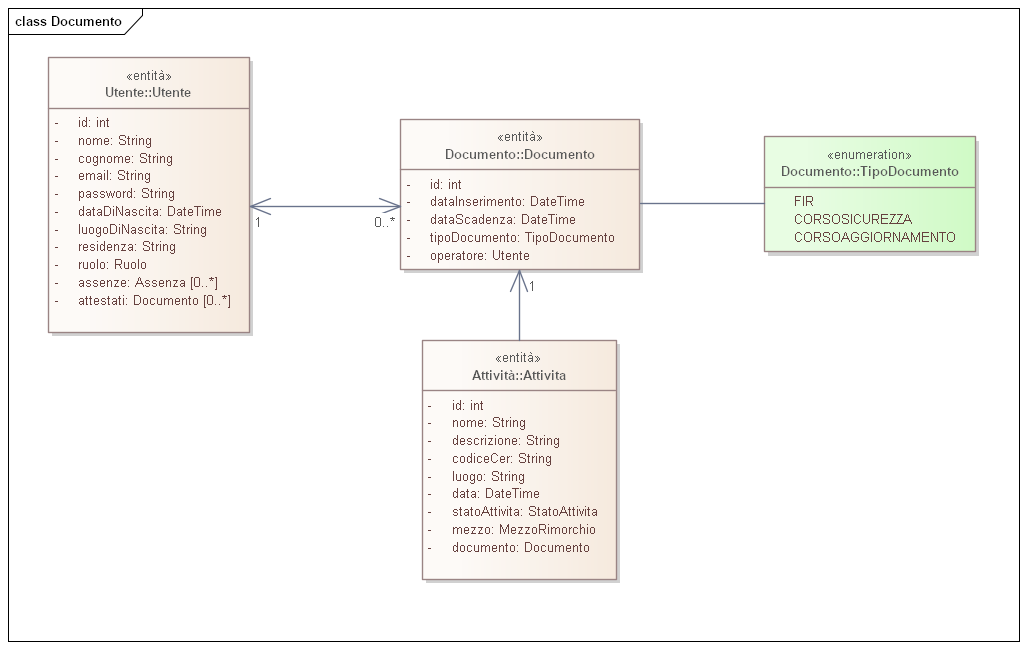 class Documento
«entità»
Utente::Utente
- id: int
- nome: String
- cognome: String
- email: String
- password: String
- dataDiNascita: DateTime
- luogoDiNascita: String
- residenza: String
- ruolo: Ruolo
- assenze: Assenza [0..*]
- attestati: Documento [0..*]
1
0..*
«entità»
Documento::Documento
- id: int
- dataInserimento: DateTime
- dataScadenza: DateTime
- tipoDocumento: TipoDocumento
- operatore: Utente
«enumeration»
Documento::TipoDocumento
FIR
CORSOSICUREZZA
CORSOAGGIORNAMENTO
1
«entità»
Attività::Attivita
- id: int
- nome: String
- descrizione: String
- codiceCer: String
- luogo: String
- data: DateTime
- statoAttivita: StatoAttivita
- mezzo: MezzoRimorchio
- documento: Documento